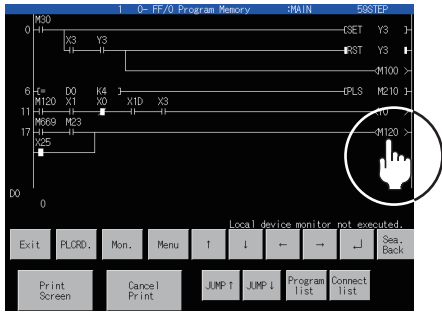 1 0- FF/0 Program Memory :MAIN 59STEP
M30
0 [SET Y3 ]
X3 Y3
[RST Y3 ]
<M100 >
6 [= D0 K4 ] [PLS M210 ]
M120 X1 X0 X1D X3
11 <Y0 >
M669 M23
17 <M120 >
X25
D0
0
Local device monitor not executed.
Exit PLCRD. Mon. Menu ↑ ↓ ← → ↵ Sea. Back
Print Screen Cancel Print JUMP↑ JUMP↓ Program list Connect list